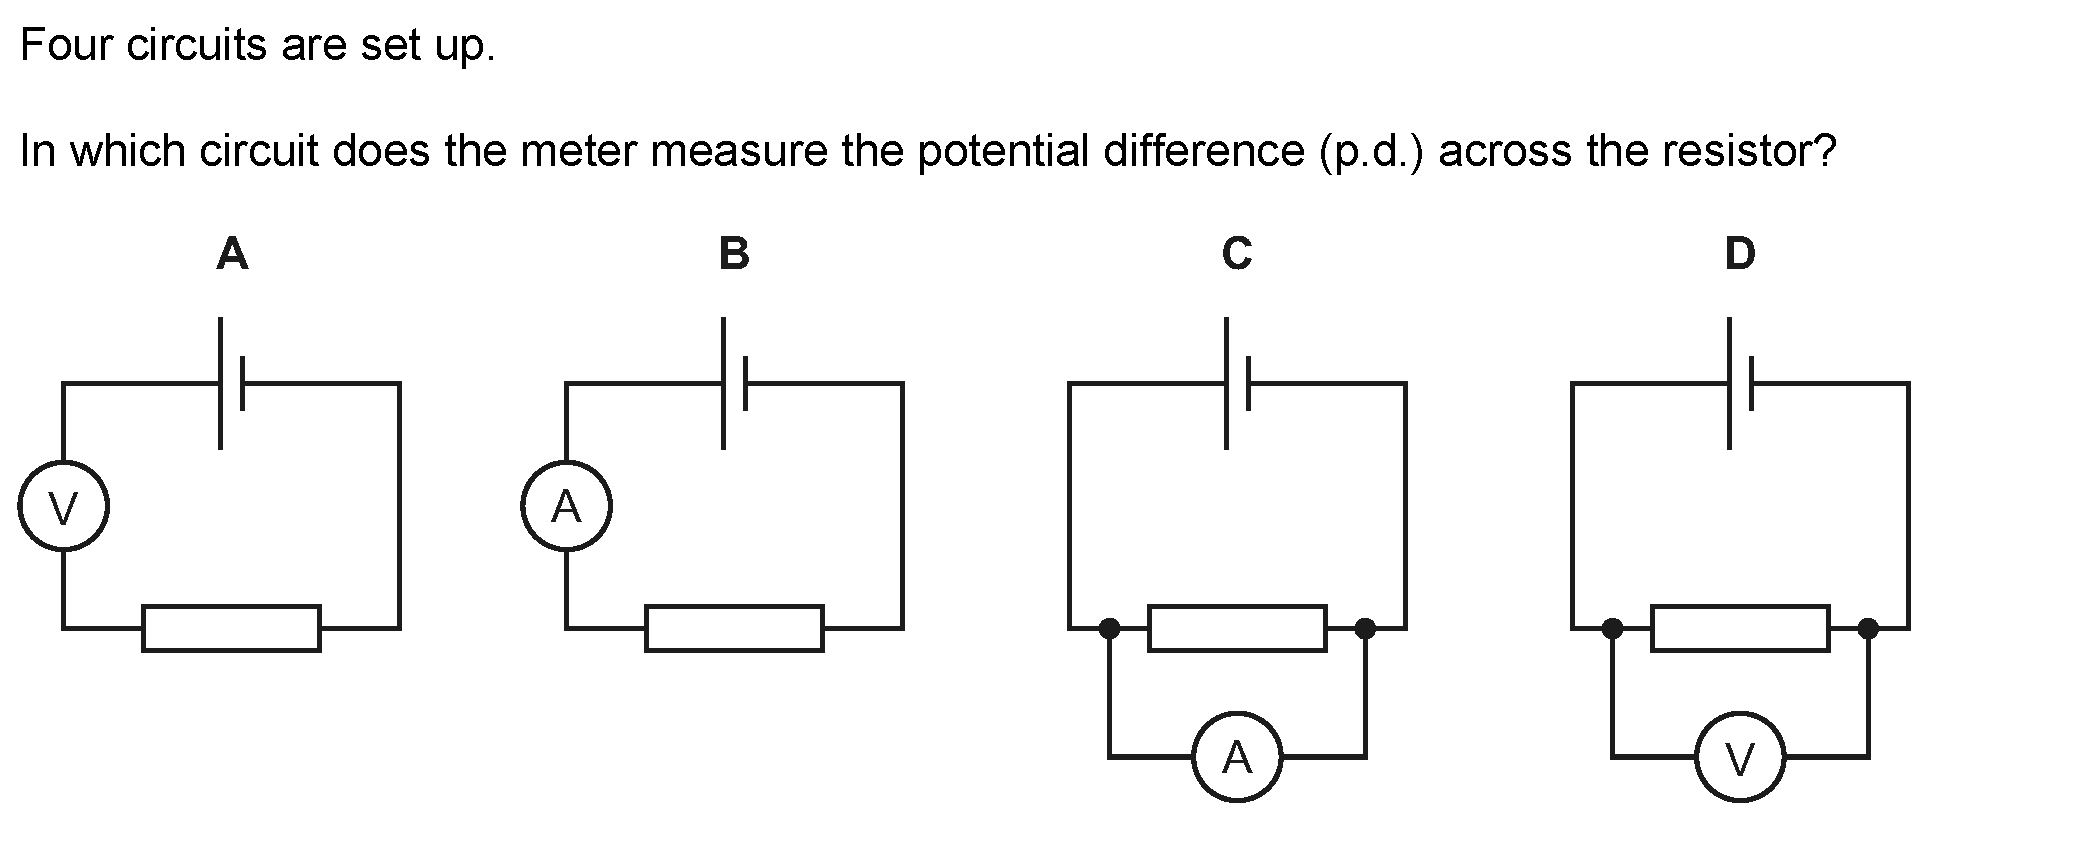 Four circuits are set up.
In which circuit does the meter measure the potential difference (p.d.) across the resistor?
A B C D
V A
A V